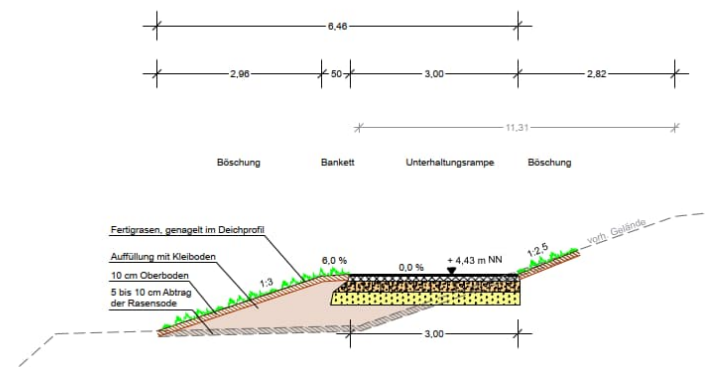 6,46
2,96 50 3,00 2,82
11,31
Böschung Bankett Unterhaltungsrampe Böschung
Fertigrasen, genagelt im Deichprofil
Auffüllung mit Kleiboden
10 cm Oberboden
5 bis 10 cm Abtrag
der Rasensode
1:3
6,0 %
0,0 %
+ 4,43 m NN
1:2,5
vorh Gelände
3,00